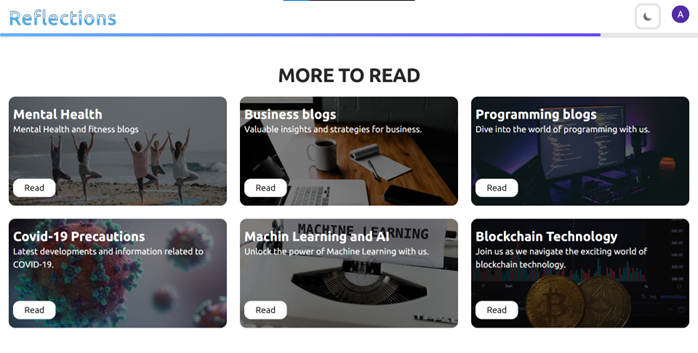 Reflections
A
MORE TO READ
Mental Health
Mental Health and fitness blogs
Read
Business blogs
Valuable insights and strategies for business.
Read
Programming blogs
Dive into the world of programming with us.
Read
Covid-19 Precautions
Latest developments and information related to
COVID-19.
Read
MACHINE LEARNING
Machin Learning and AI
Unlock the power of Machine Learning with us.
Read
Blockchain Technology
Join us as we navigate the exciting world of
blockchain technology.
Read